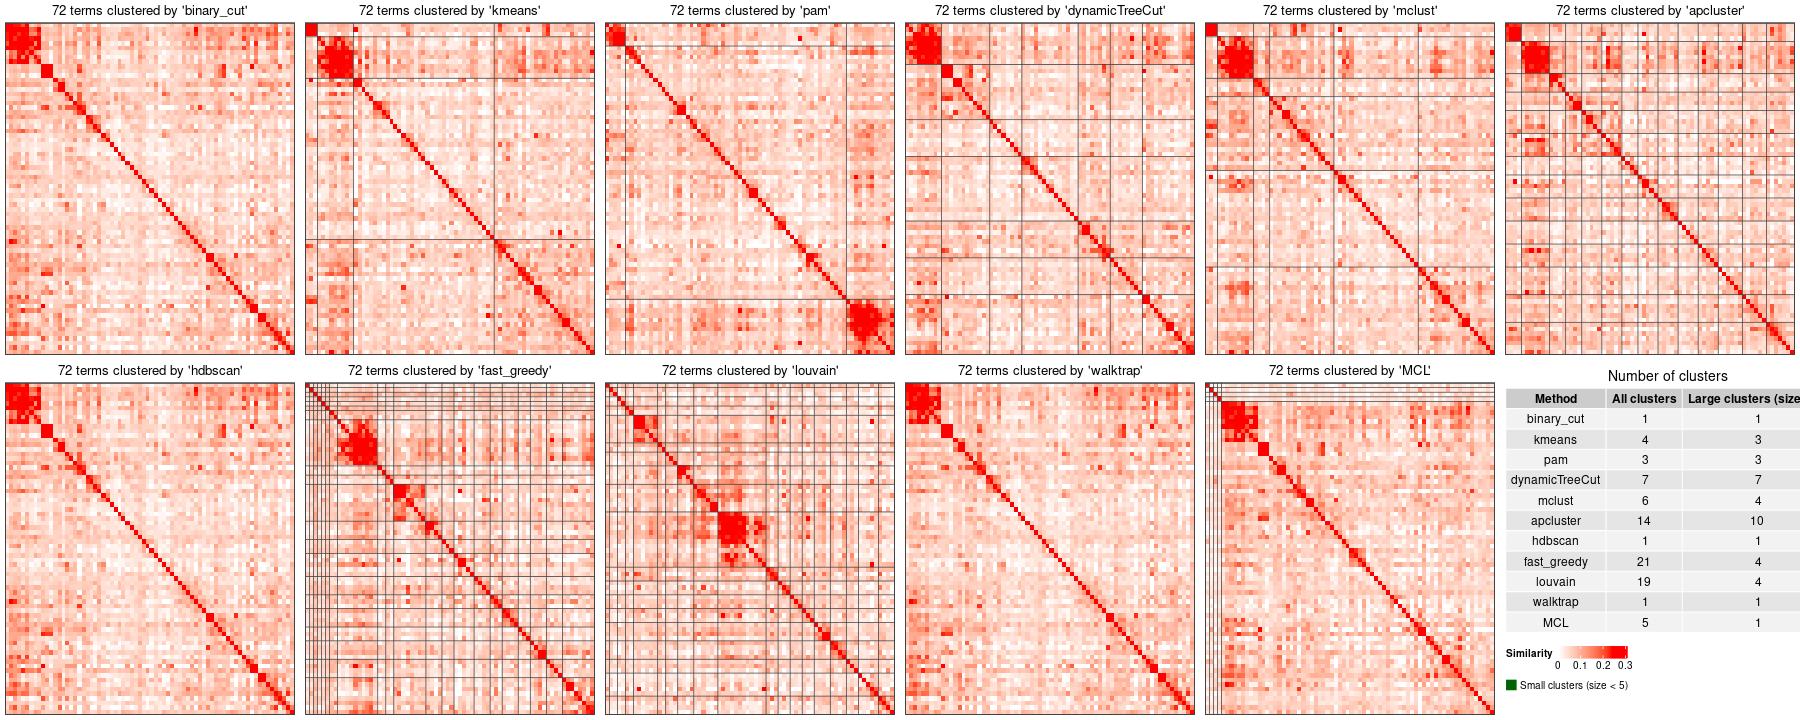 72 terms clustered by 'binary_cut'
72 terms clustered by 'kmeans'
72 terms clustered by 'pam'
72 terms clustered by 'dynamicTreeCut'
72 terms clustered by 'mclust'
72 terms clustered by 'apcluster'
72 terms clustered by 'hdbscan'
72 terms clustered by 'fast_greedy'
72 terms clustered by 'louvain'
72 terms clustered by 'walktrap'
72 terms clustered by 'MCL'
Number of clusters
Method All clusters Large clusters (size
binary_cut 1 1
kmeans 4 3
pam 3 3
dynamicTreeCut 7 7
mclust 6 4
apcluster 14 10
hdbscan 1 1
fast_greedy 21 4
louvain 19 4
walktrap 1 1
MCL 5 1
Similarity
0 0.1 0.2 0.3
Small clusters (size < 5)